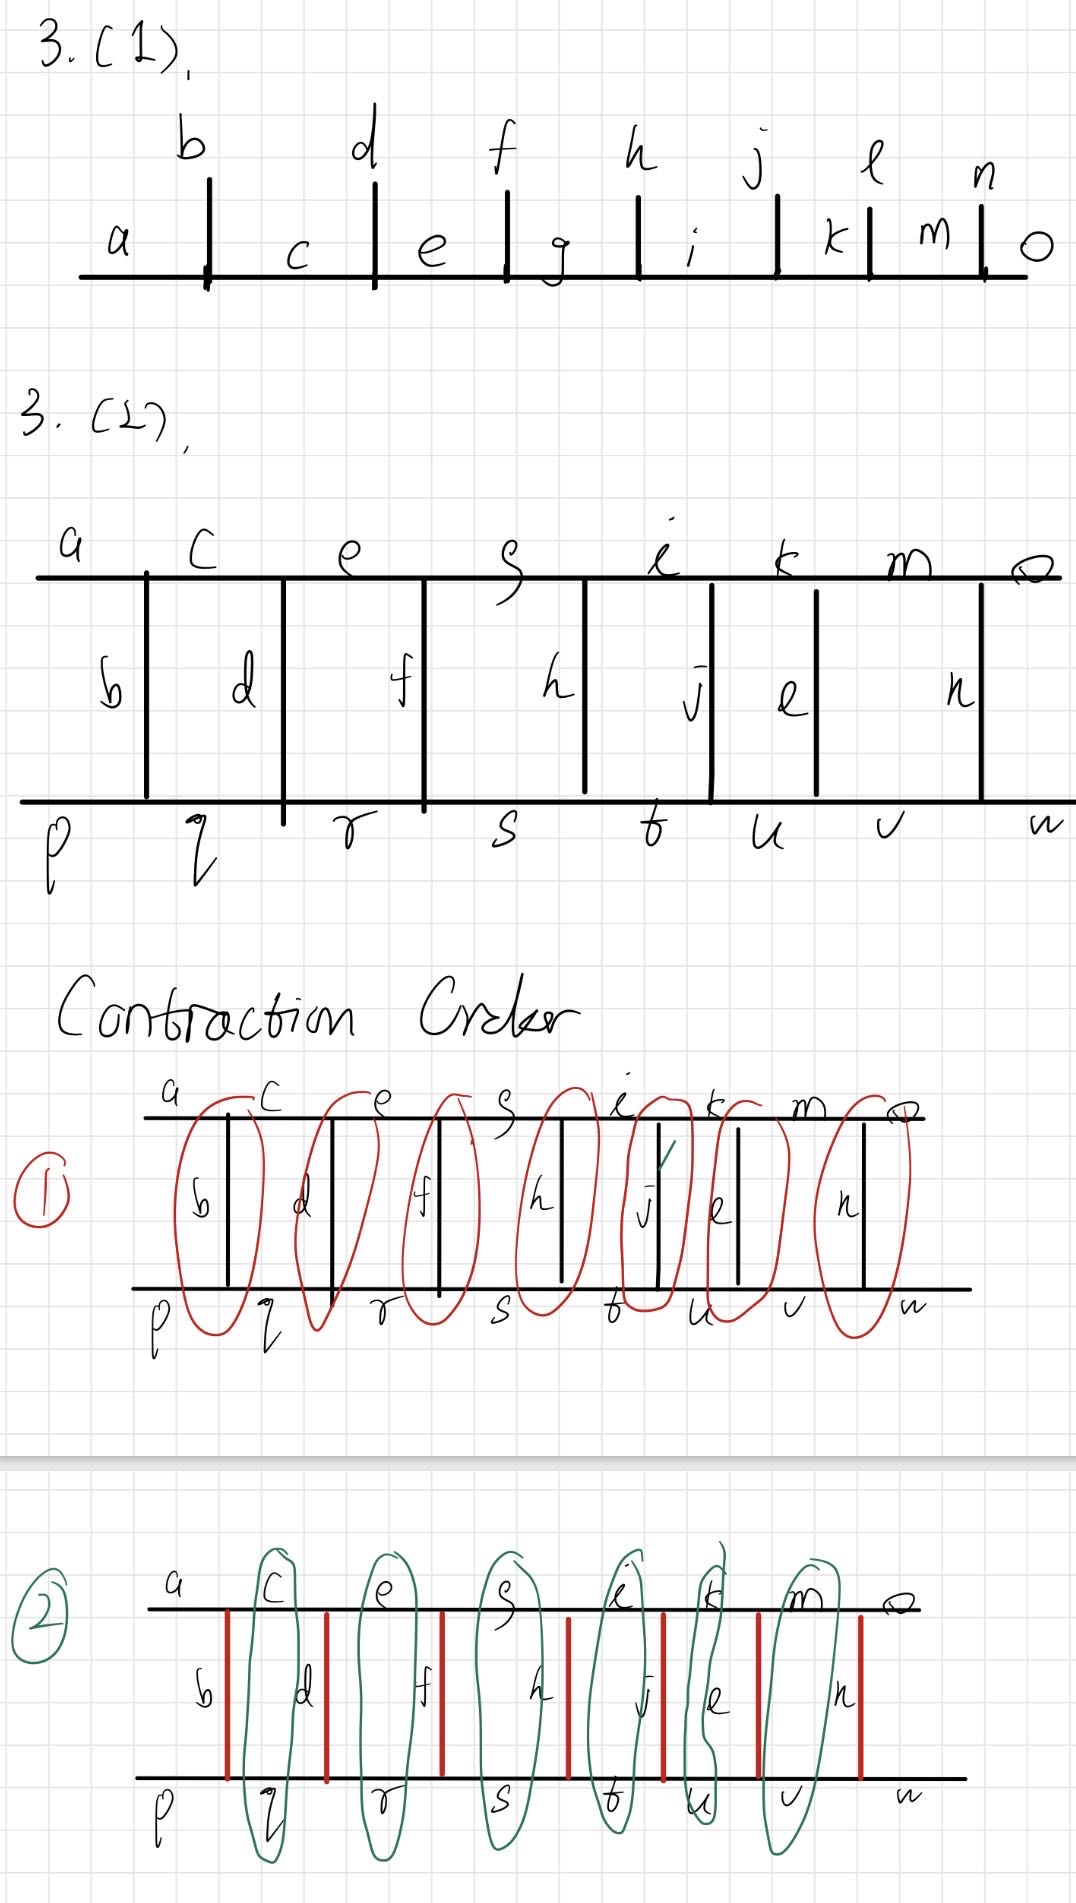 3. (1).
b d f h j l n
a c e g i k m o
3. (2).
a c e g i k m o
b d f h j l n
p q r s t u v w
Contraction Order
a c e g i k m o
① b d f h j l n
p q r s t u v w
a c e g i k m o
② b d f h j l n
p q r s t u v w